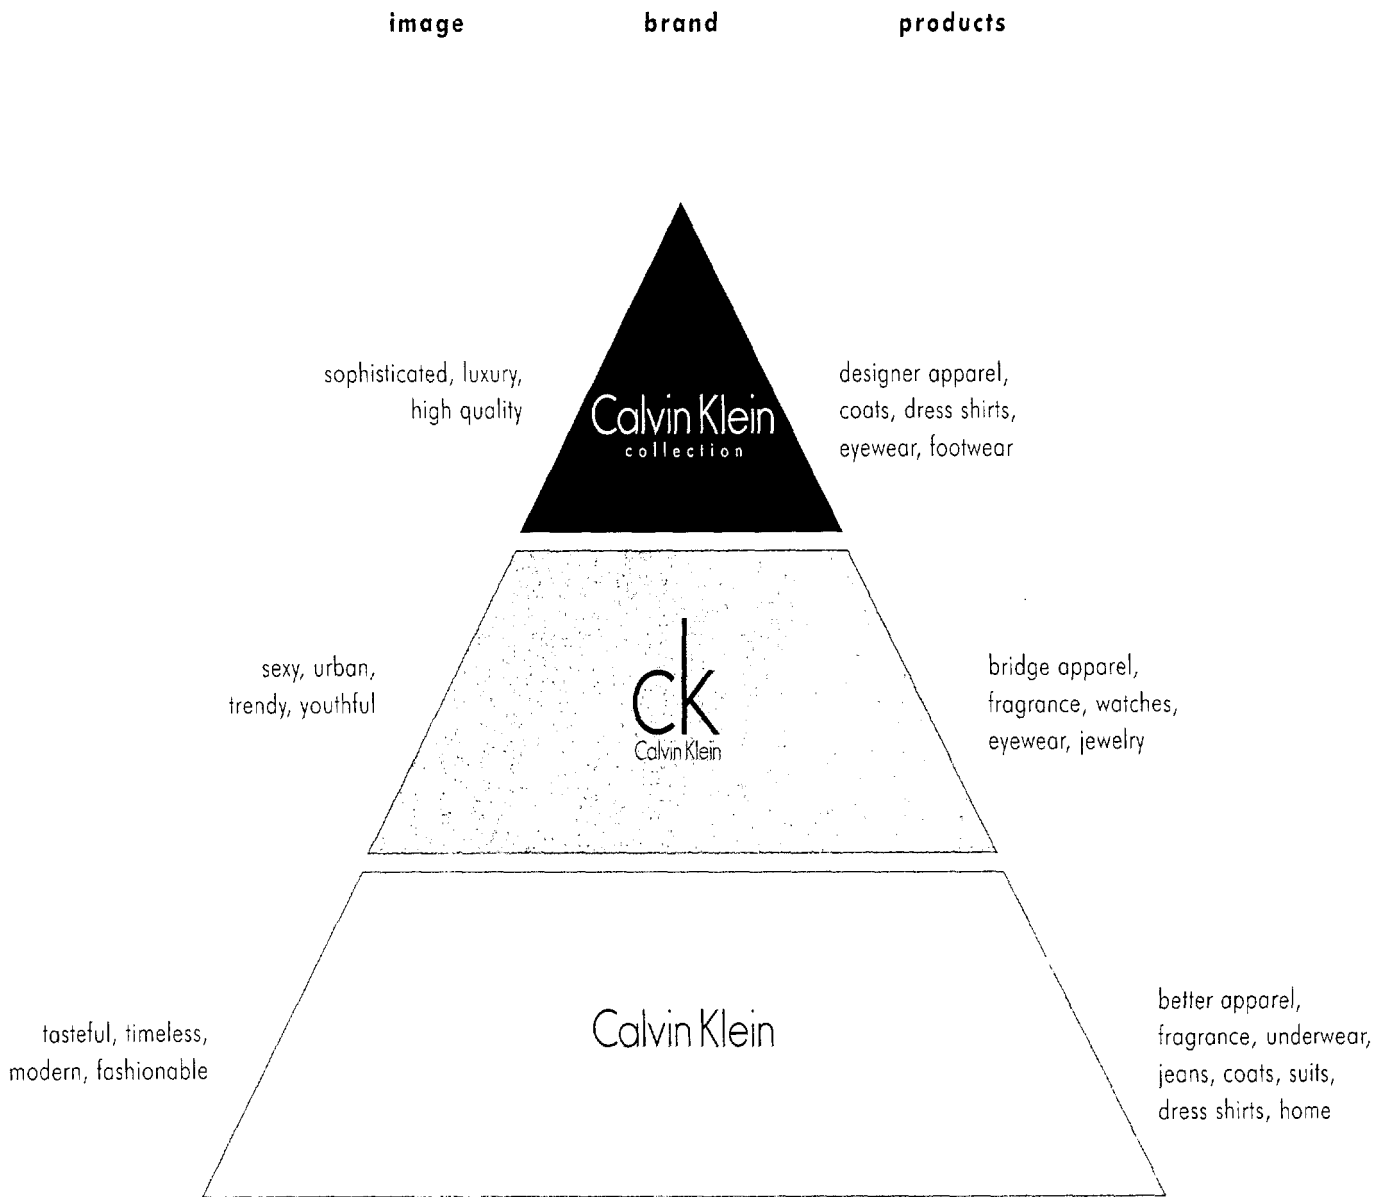 image brand products
sophisticated, luxury,
high quality
Calvin Klein
collection
designer apparel,
coats, dress shirts,
eyewear, footwear
sexy, urban,
trendy, youthful
ck
Calvin Klein
bridge apparel,
fragrance, watches,
eyewear, jewelry
tasteful, timeless,
modern, fashionable
Calvin Klein
better apparel,
fragrance, underwear,
jeans, coats, suits,
dress shirts, home